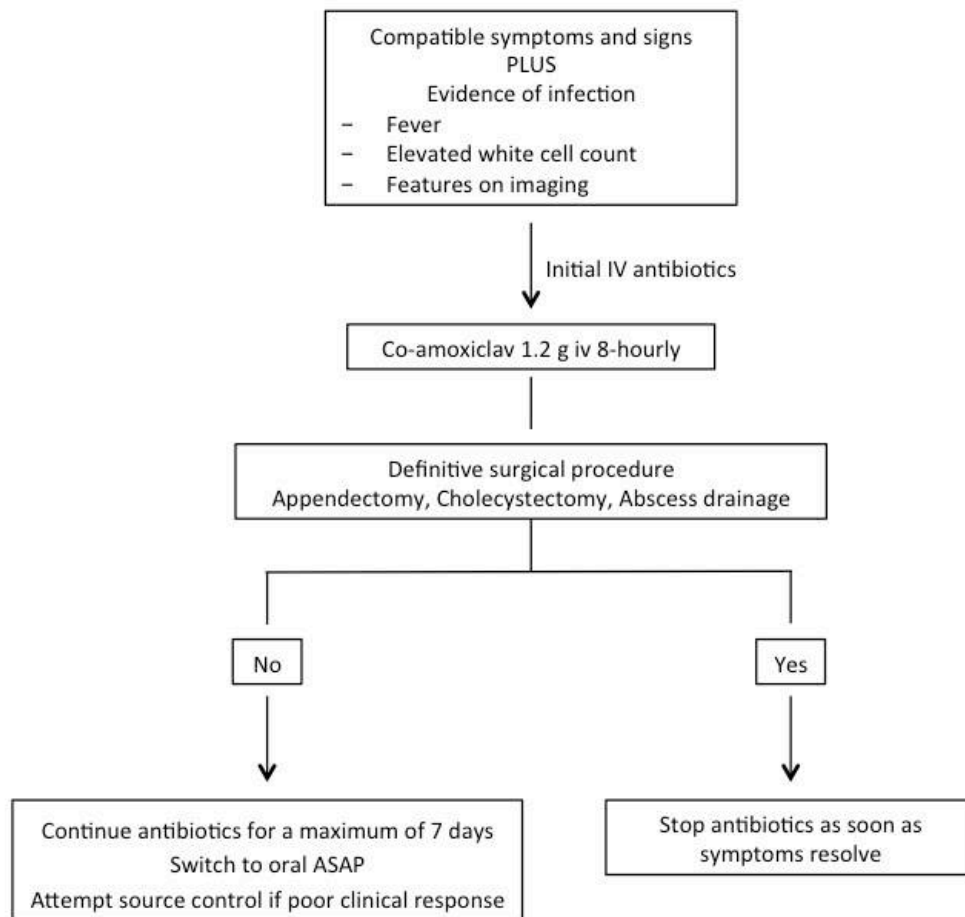 Compatible symptoms and signs
PLUS
Evidence of infection
– Fever
– Elevated white cell count
– Features on imaging
Initial IV antibiotics
Co-amoxiclav 1.2 g iv 8-hourly
Definitive surgical procedure
Appendectomy, Cholecystectomy, Abscess drainage
No
Yes
Continue antibiotics for a maximum of 7 days
Switch to oral ASAP
Attempt source control if poor clinical response
Stop antibiotics as soon as
symptoms resolve